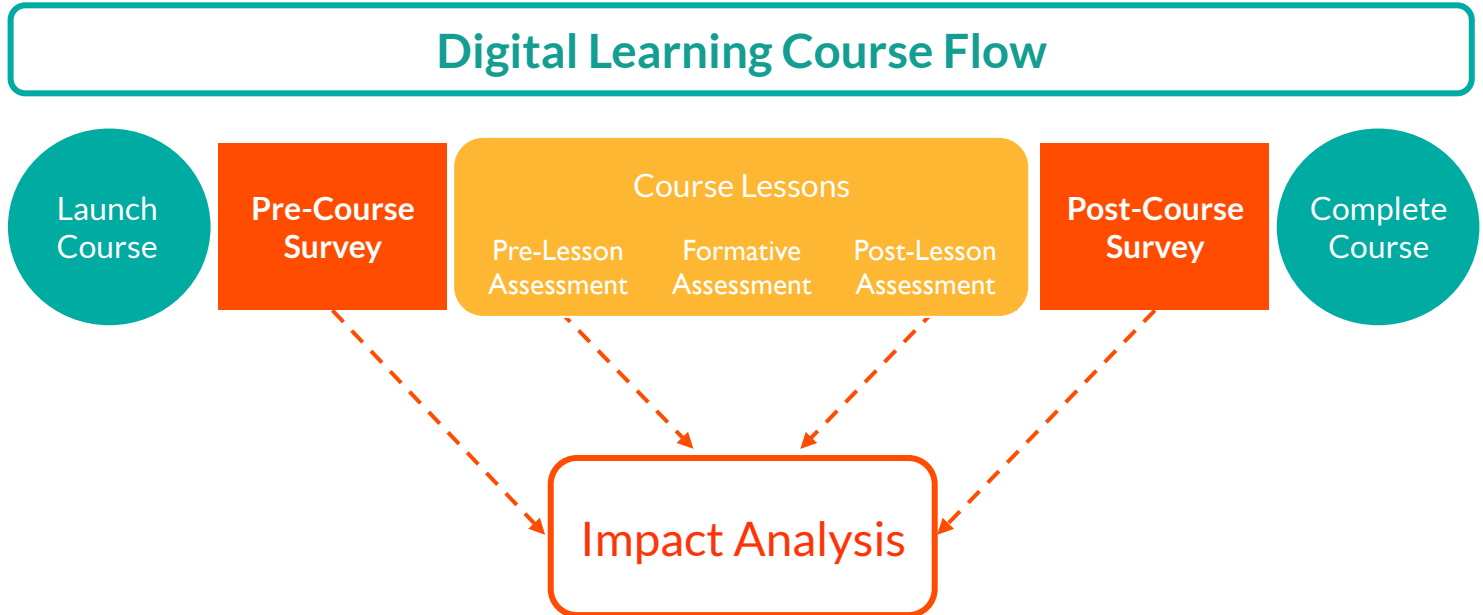 Digital Learning Course Flow
Launch
Course
Pre-Course
Survey
Course Lessons
Pre-Lesson
Assessment
Formative
Assessment
Post-Lesson
Assessment
Post-Course
Survey
Complete
Course
Impact Analysis